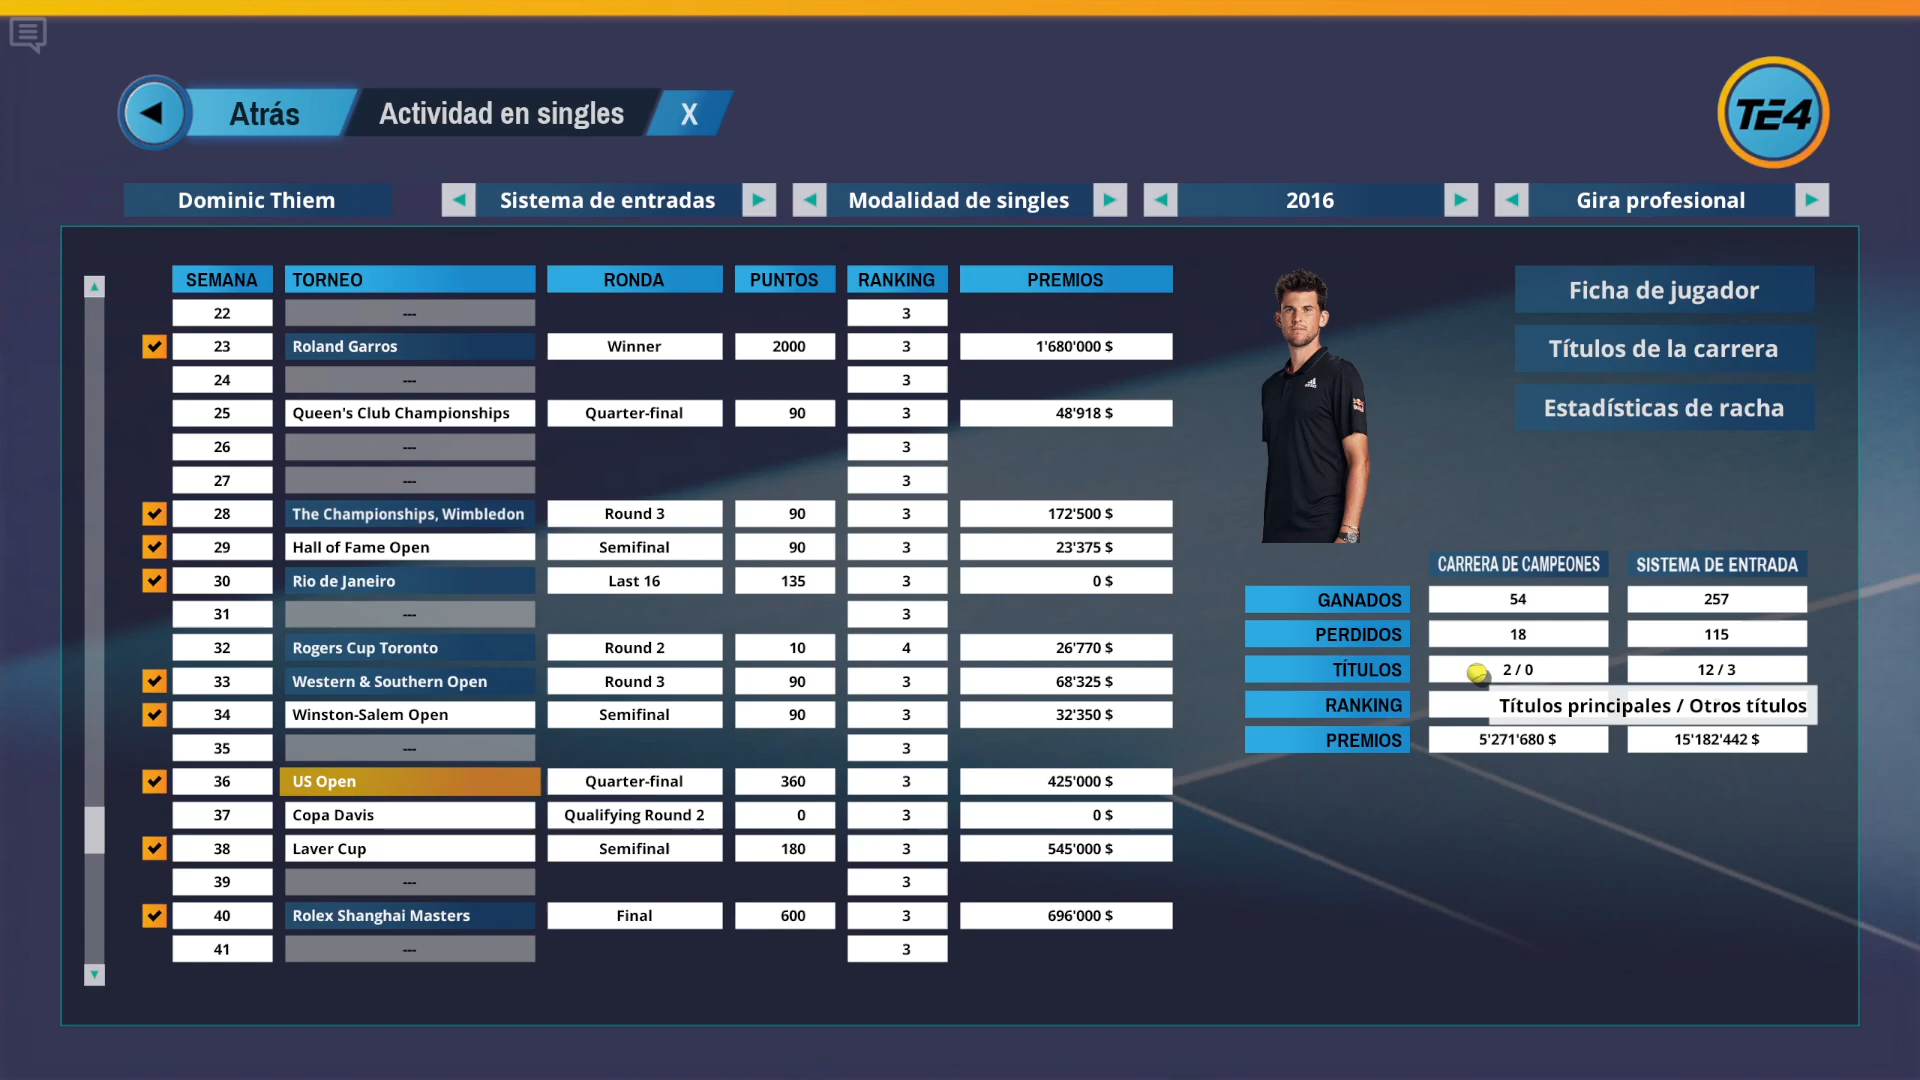 Atrás
Actividad en singles
X
TE4
Dominic Thiem
Sistema de entradas
Modalidad de singles
2016
Gira profesional
SEMANA TORNEO RONDA PUNTOS RANKING PREMIOS
22 --- 3
23 Roland Garros Winner 2000 3 1'680'000 $
24 --- 3
25 Queen's Club Championships Quarter-final 90 3 48'918 $
26 --- 3
27 --- 3
28 The Championships, Wimbledon Round 3 90 3 172'500 $
29 Hall of Fame Open Semifinal 90 3 23'375 $
30 Rio de Janeiro Last 16 135 3 0 $
31 --- 3
32 Rogers Cup Toronto Round 2 10 4 26'770 $
33 Western & Southern Open Round 3 90 3 68'325 $
34 Winston-Salem Open Semifinal 90 3 32'350 $
35 --- 3
36 US Open Quarter-final 360 3 425'000 $
37 Copa Davis Qualifying Round 2 0 3 0 $
38 Laver Cup Semifinal 180 3 545'000 $
39 --- 3
40 Rolex Shanghai Masters Final 600 3 696'000 $
41 --- 3
Ficha de jugador
Títulos de la carrera
Estadísticas de racha
CARRERA DE CAMPEONES SISTEMA DE ENTRADA
GANADOS 54 257
PERDIDOS 18 115
TÍTULOS 2 / 0 12 / 3
RANKING
Títulos principales / Otros títulos
PREMIOS 5'271'680 $ 15'182'442 $